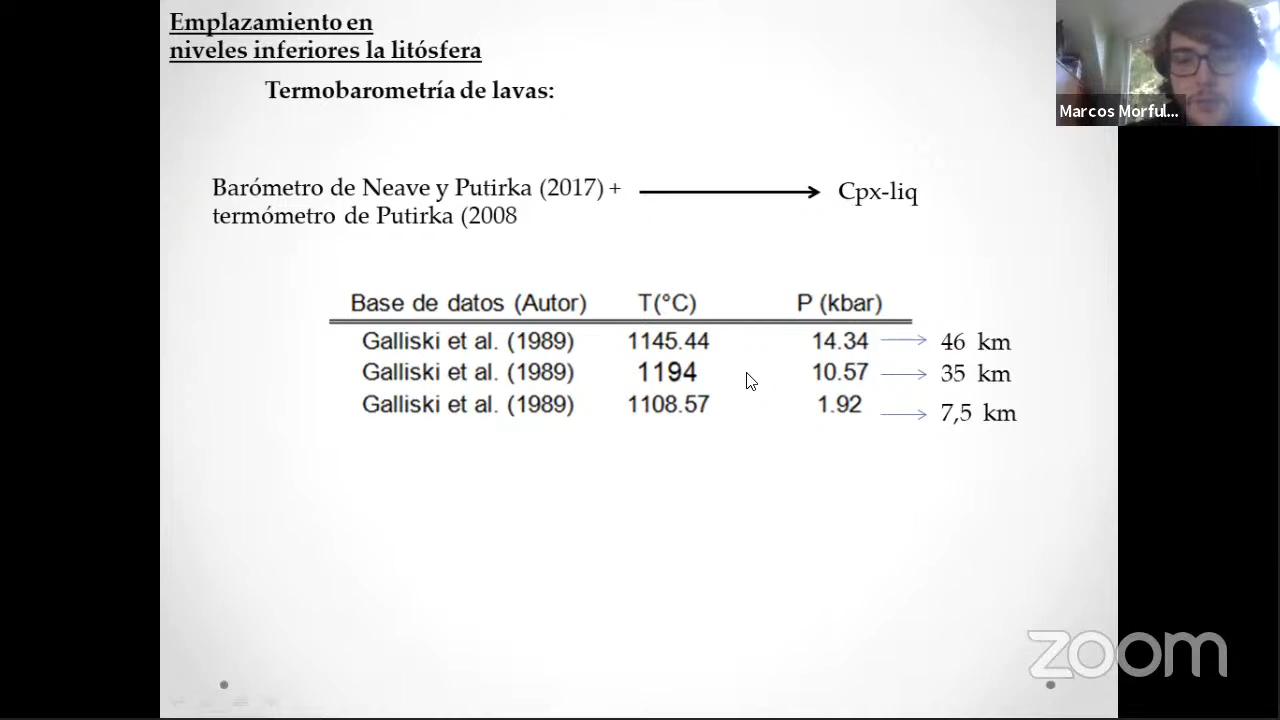 Emplazamiento en
niveles inferiores la litósfera
Termobarometría de lavas:
Marcos Morful...
Barómetro de Neave y Putirka (2017) +
termómetro de Putirka (2008
Cpx-liq
Base de datos (Autor) T(°C) P (kbar)
Galliski et al. (1989) 1145.44 14.34 46 km
Galliski et al. (1989) 1194 10.57 35 km
Galliski et al. (1989) 1108.57 1.92 7,5 km
zoom